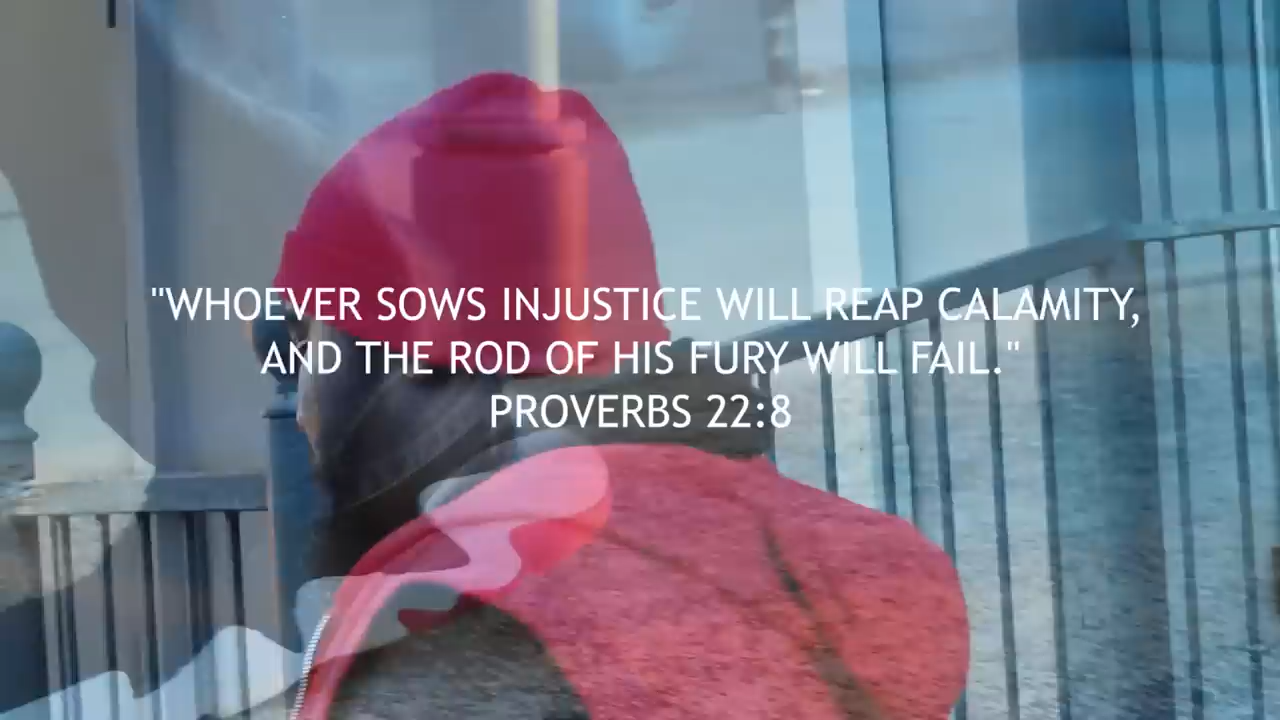 "WHOEVER SOWS INJUSTICE WILL REAP CALAMITY,
AND THE ROD OF HIS FURY WILL FAIL."
PROVERBS 22:8